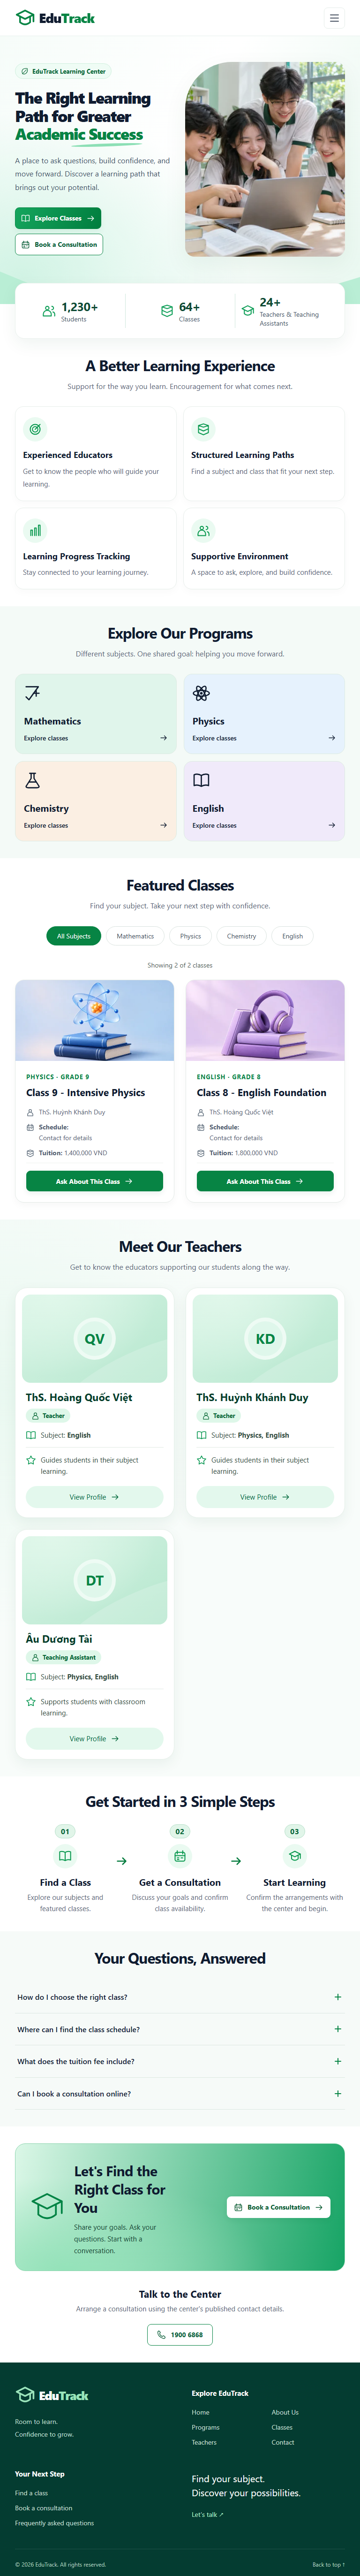 EduTrack
EduTrack Learning Center
The Right Learning
Path for Greater
Academic Success
A place to ask questions, build confidence, and
move forward. Discover a learning path that
brings out your potential.
Explore Classes →
Book a Consultation
1,230+
Students
64+
Classes
24+
Teachers & Teaching
Assistants
A Better Learning Experience
Support for the way you learn. Encouragement for what comes next.
Experienced Educators
Get to know the people who will guide your
learning.
Structured Learning Paths
Find a subject and class that fit your next step.
Learning Progress Tracking
Stay connected to your learning journey.
Supportive Environment
A space to ask, explore, and build confidence.
Explore Our Programs
Different subjects. One shared goal: helping you move forward.
Mathematics
Explore classes →
Physics
Explore classes →
Chemistry
Explore classes →
English
Explore classes →
Featured Classes
Find your subject. Take your next step with confidence.
All Subjects Mathematics Physics Chemistry English
Showing 2 of 2 classes
PHYSICS · GRADE 9
Class 9 - Intensive Physics
ThS. Huỳnh Khánh Duy
Schedule:
Contact for details
Tuition: 1,400,000 VND
Ask About This Class →
ENGLISH · GRADE 8
Class 8 - English Foundation
ThS. Hoàng Quốc Việt
Schedule:
Contact for details
Tuition: 1,800,000 VND
Ask About This Class →
Meet Our Teachers
Get to know the educators supporting our students along the way.
QV
ThS. Hoàng Quốc Việt
Teacher
Subject: English
Guides students in their subject
learning.
View Profile →
KD
ThS. Huỳnh Khánh Duy
Teacher
Subject: Physics, English
Guides students in their subject
learning.
View Profile →
DT
Âu Dương Tài
Teaching Assistant
Subject: Physics, English
Supports students with classroom
learning.
View Profile →
Get Started in 3 Simple Steps
01
Find a Class
Explore our subjects and
featured classes.
→
02
Get a Consultation
Discuss your goals and confirm
class availability.
→
03
Start Learning
Confirm the arrangements with
the center and begin.
Your Questions, Answered
How do I choose the right class? +
Where can I find the class schedule? +
What does the tuition fee include? +
Can I book a consultation online? +
Let's Find the
Right Class for
You
Share your goals. Ask your
questions. Start with a
conversation.
Book a Consultation →
Talk to the Center
Arrange a consultation using the center's published contact details.
1900 6868
EduTrack
Room to learn.
Confidence to grow.
Explore EduTrack
Home About Us
Programs Classes
Teachers Contact
Your Next Step
Find a class
Book a consultation
Frequently asked questions
Find your subject.
Discover your possibilities.
Let's talk ↗
© 2026 EduTrack. All rights reserved.
Back to top ↑